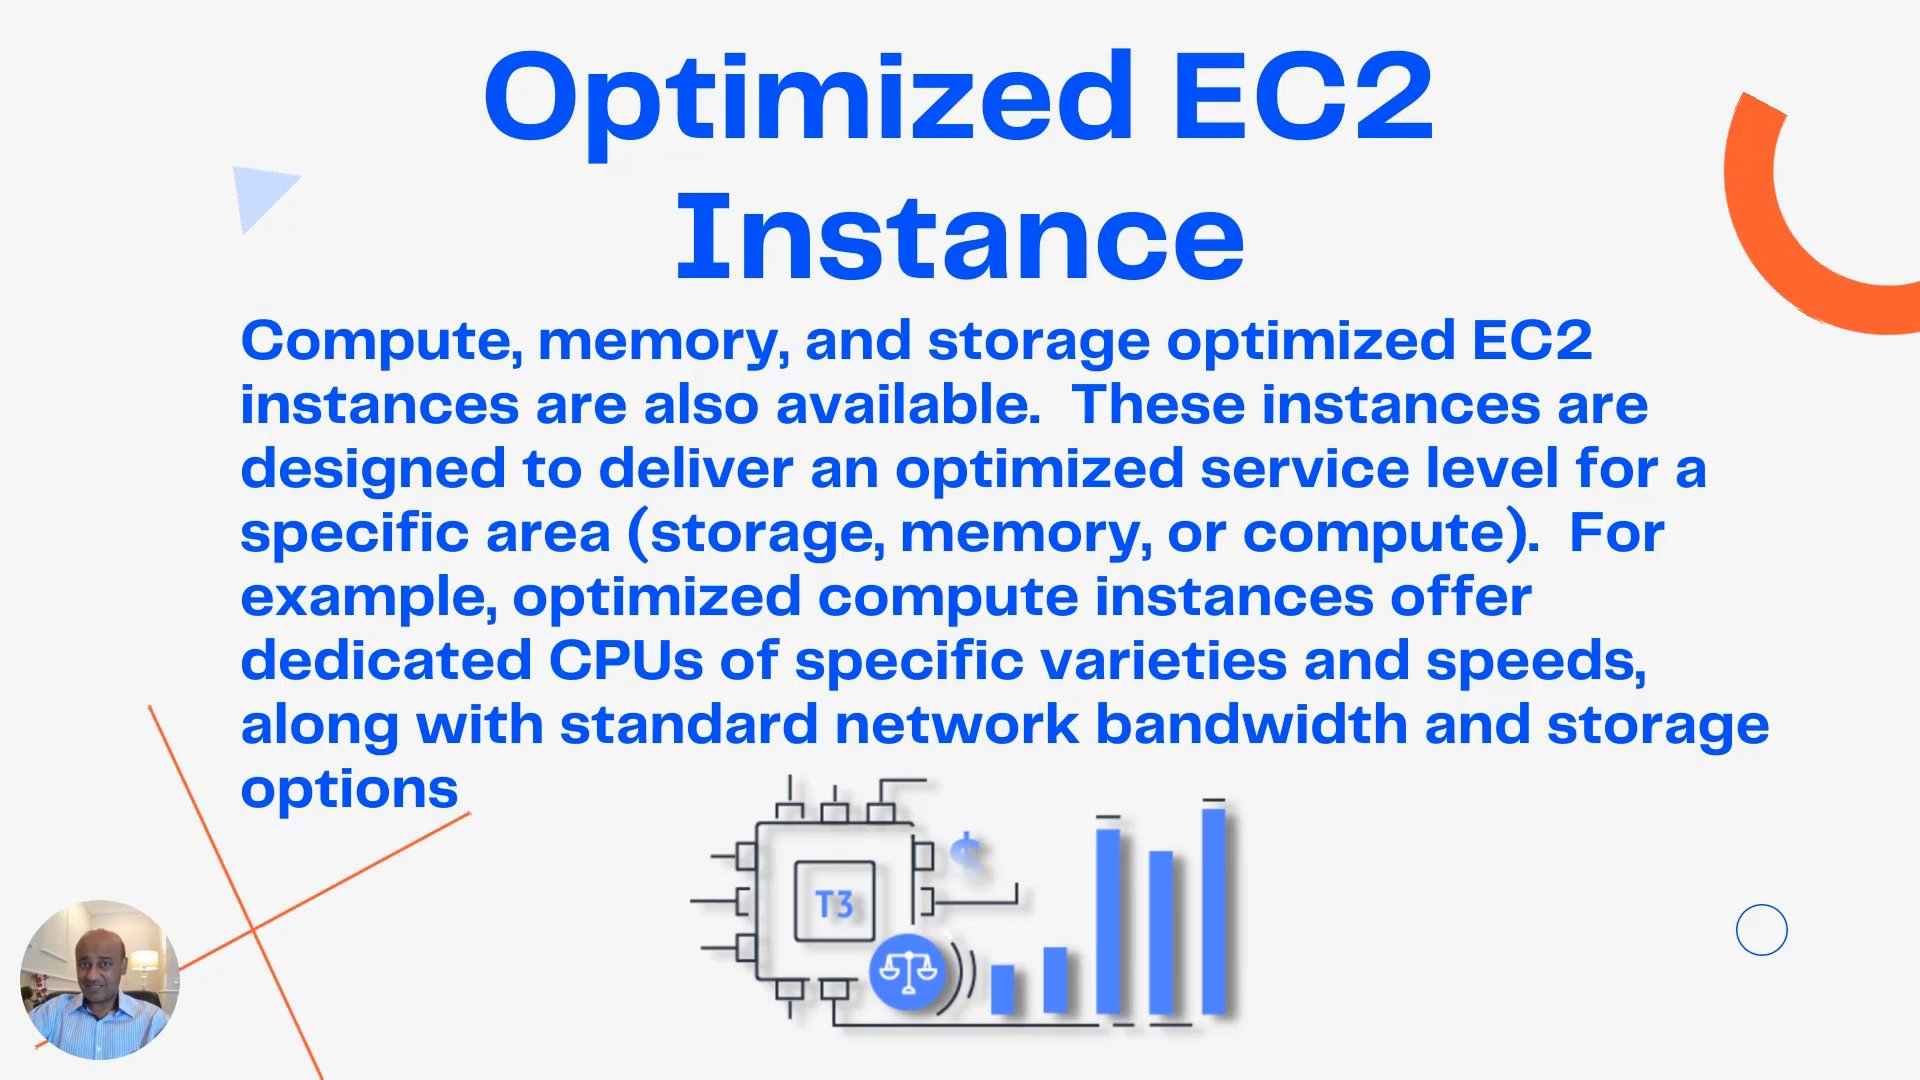 Optimized EC2
Instance
Compute, memory, and storage optimized EC2
instances are also available.  These instances are
designed to deliver an optimized service level for a
specific area (storage, memory, or compute).  For
example, optimized compute instances offer
dedicated CPUs of specific varieties and speeds,
along with standard network bandwidth and storage
options
$
T3